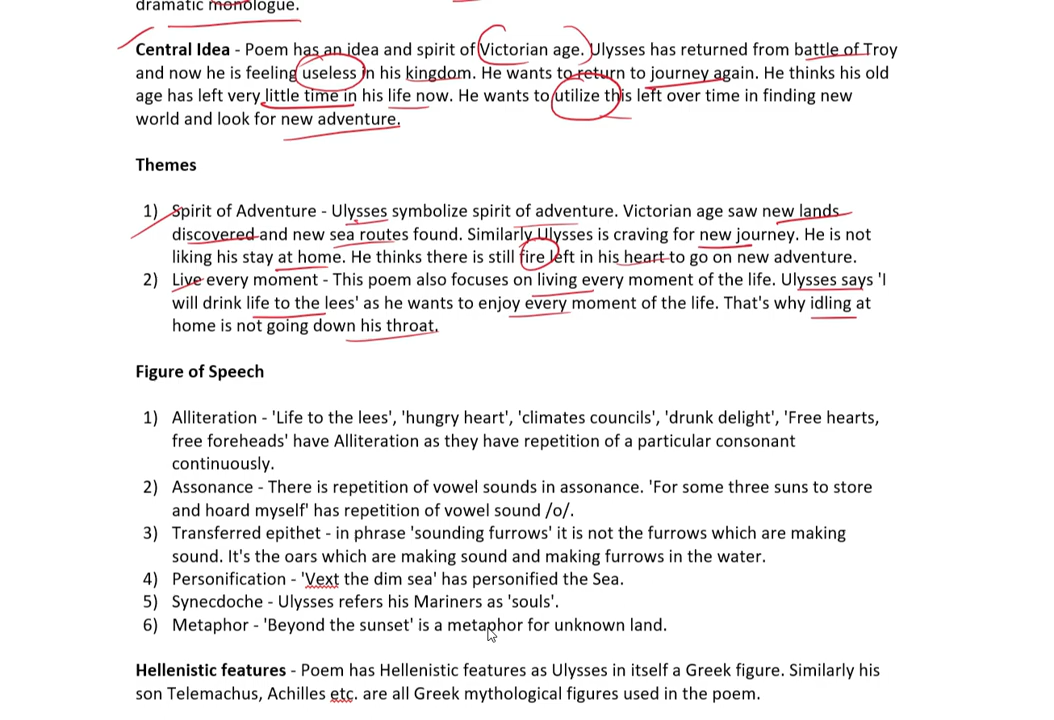 dramatic monologue.
Central Idea - Poem has an idea and spirit of Victorian age. Ulysses has returned from battle of Troy
and now he is feeling useless in his kingdom. He wants to return to journey again. He thinks his old
age has left very little time in his life now. He wants to utilize this left over time in finding new
world and look for new adventure.
Themes
1) Spirit of Adventure - Ulysses symbolize spirit of adventure. Victorian age saw new lands
discovered and new sea routes found. Similarly Ulysses is craving for new journey. He is not
liking his stay at home. He thinks there is still fire left in his heart to go on new adventure.
2) Live every moment - This poem also focuses on living every moment of the life. Ulysses says 'I
will drink life to the lees' as he wants to enjoy every moment of the life. That's why idling at
home is not going down his throat.
Figure of Speech
1) Alliteration - 'Life to the lees', 'hungry heart', 'climates councils', 'drunk delight', 'Free hearts,
free foreheads' have Alliteration as they have repetition of a particular consonant
continuously.
2) Assonance - There is repetition of vowel sounds in assonance. 'For some three suns to store
and hoard myself' has repetition of vowel sound /o/.
3) Transferred epithet - in phrase 'sounding furrows' it is not the furrows which are making
sound. It's the oars which are making sound and making furrows in the water.
4) Personification - 'Vext the dim sea' has personified the Sea.
5) Synecdoche - Ulysses refers his Mariners as 'souls'.
6) Metaphor - 'Beyond the sunset' is a metaphor for unknown land.
Hellenistic features - Poem has Hellenistic features as Ulysses in itself a Greek figure. Similarly his
son Telemachus, Achilles etc. are all Greek mythological figures used in the poem.